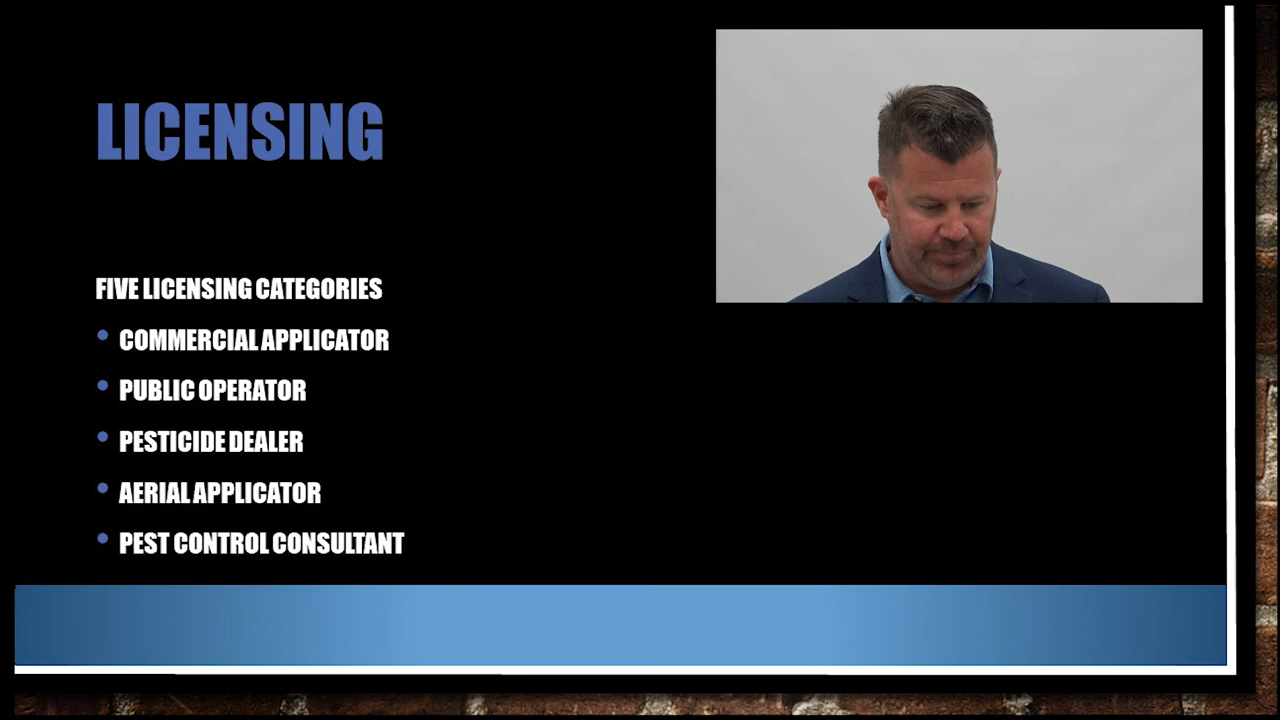 LICENSING
FIVE LICENSING CATEGORIES
COMMERCIAL APPLICATOR
PUBLIC OPERATOR
PESTICIDE DEALER
AERIAL APPLICATOR
PEST CONTROL CONSULTANT